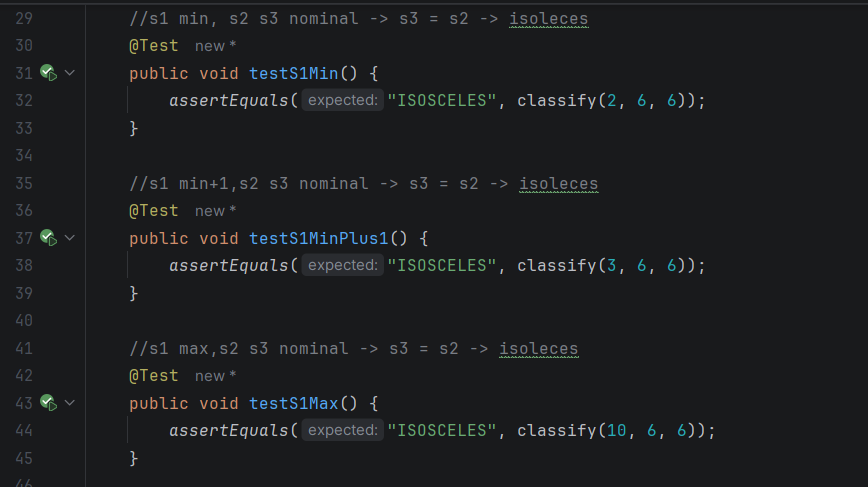 29 //s1 min, s2 s3 nominal -> s3 = s2 -> isoleces
30 @Test new *
31 public void testS1Min() {
32 assertEquals( expected: "ISOSCELES", classify(2, 6, 6));
33 }
34
35 //s1 min+1,s2 s3 nominal -> s3 = s2 -> isoleces
36 @Test new *
37 public void testS1MinPlus1() {
38 assertEquals( expected: "ISOSCELES", classify(3, 6, 6));
39 }
40
41 //s1 max,s2 s3 nominal -> s3 = s2 -> isoleces
42 @Test new *
43 public void testS1Max() {
44 assertEquals( expected: "ISOSCELES", classify(10, 6, 6));
45 }
46